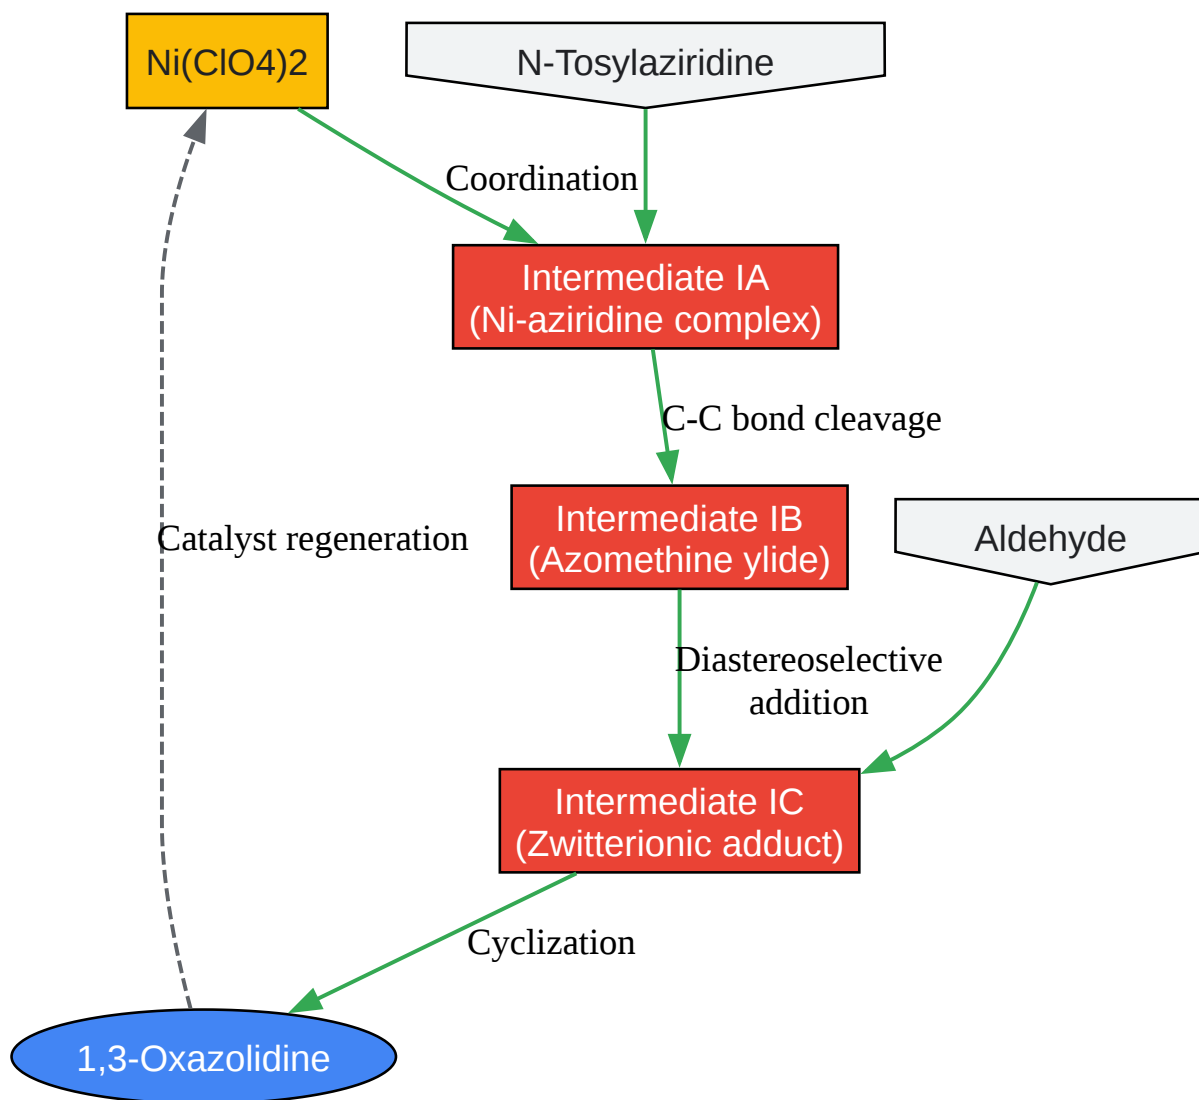 Ni(ClO4)2
N-Tosylaziridine
Coordination
Intermediate IA
(Ni-aziridine complex)
C-C bond cleavage
Intermediate IB
(Azomethine ylide)
Aldehyde
Catalyst regeneration
Diastereoselective
addition
Intermediate IC
(Zwitterionic adduct)
Cyclization
1,3-Oxazolidine